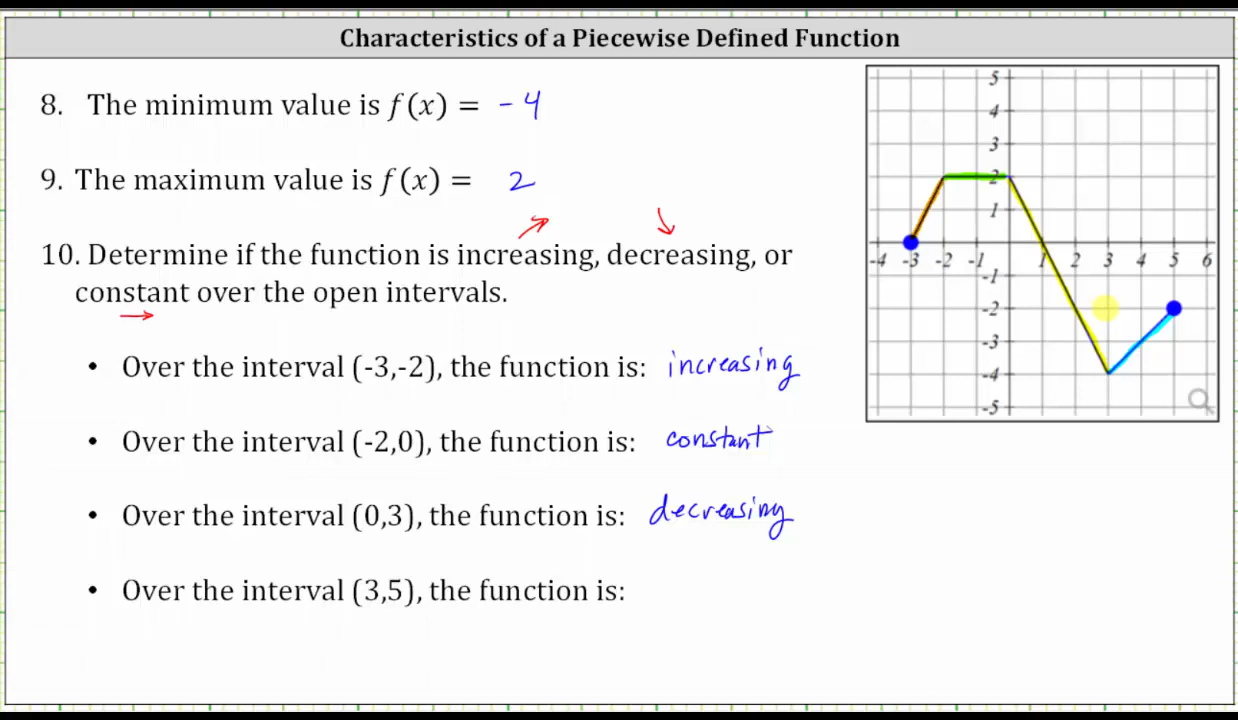 Characteristics of a Piecewise Defined Function
8. The minimum value is f(x) = -4
9. The maximum value is f(x) = 2
10. Determine if the function is increasing, decreasing, or
constant over the open intervals.
• Over the interval (-3,-2), the function is: increasing
• Over the interval (-2,0), the function is: constant
• Over the interval (0,3), the function is: decreasing
• Over the interval (3,5), the function is:
5
4
3
2
1
-4 -3 -2 -1 1 2 3 4 5 6
-1
-2
-3
-4
-5